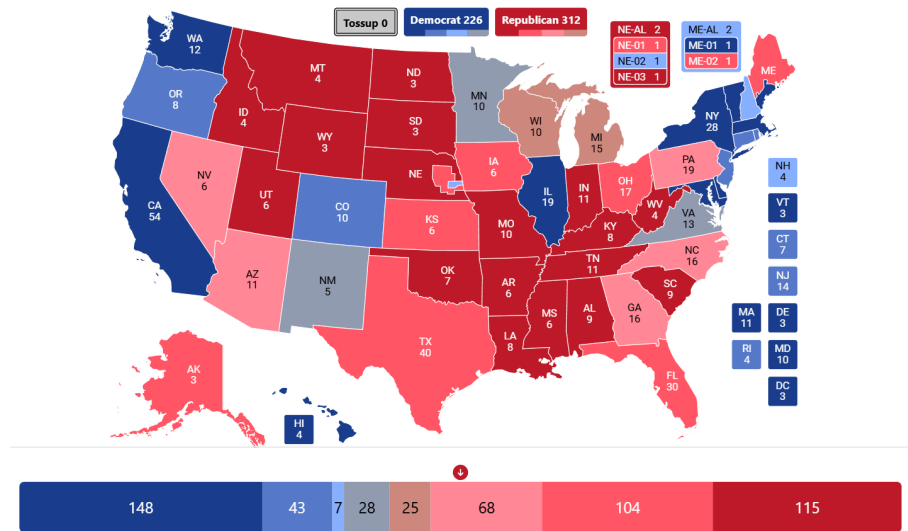 Tossup 0
Democrat 226
Republican 312
NE-AL 2
NE-01 1
NE-02 1
NE-03 1
ME-AL 2
ME-01 1
ME-02 1
WA
12
OR
8
CA
54
NV
6
ID
4
MT
4
WY
3
UT
6
AZ
11
CO
10
NM
5
ND
3
SD
3
NE
KS
6
OK
7
TX
40
MN
10
IA
6
MO
10
AR
6
LA
8
WI
10
IL
19
MI
15
IN
11
OH
17
KY
8
TN
11
MS
6
AL
9
GA
16
FL
30
SC
9
NC
16
VA
13
WV
4
PA
19
NY
28
ME
NH
4
VT
3
CT
7
NJ
14
MA
11
DE
3
RI
4
MD
10
DC
3
AK
3
HI
4
148
43
7
28
25
68
104
115